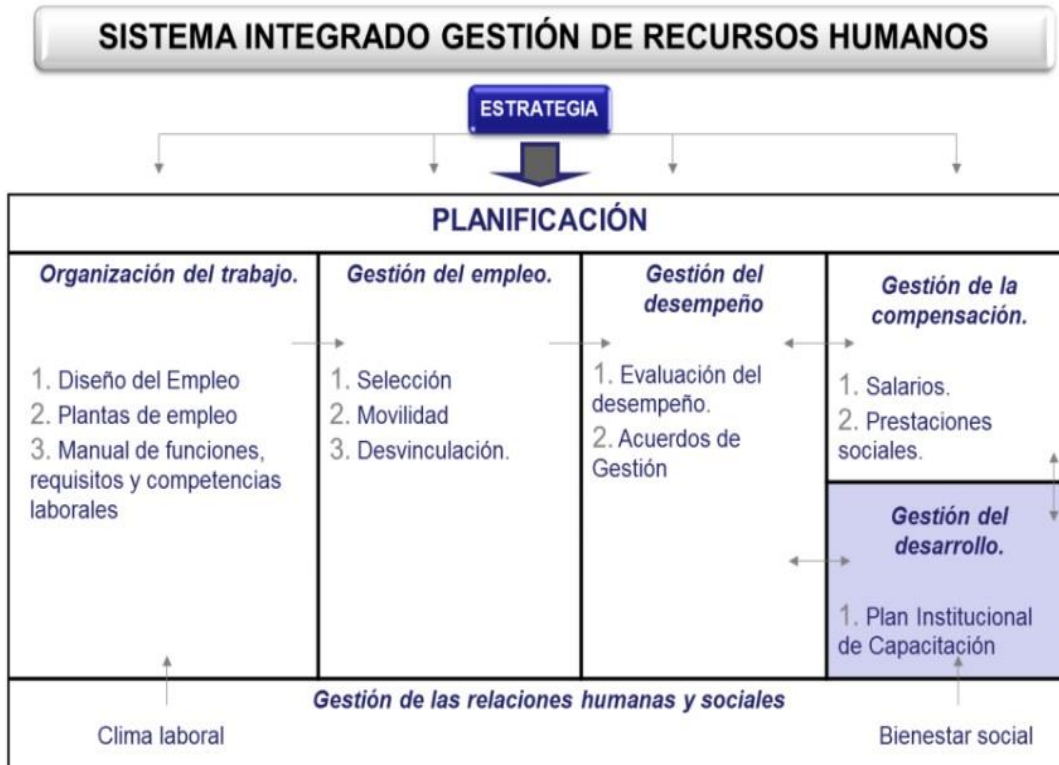 SISTEMA INTEGRADO GESTIÓN DE RECURSOS HUMANOS
ESTRATEGIA
PLANIFICACIÓN
Organización del trabajo.
1. Diseño del Empleo
2. Plantas de empleo
3. Manual de funciones,
requisitos y competencias
laborales
Gestión del empleo.
1. Selección
2. Movilidad
3. Desvinculación.
Gestión del
desempeño
1. Evaluación del
desempeño.
2. Acuerdos de
Gestión
Gestión de la
compensación.
1. Salarios.
2. Prestaciones
sociales.
Gestión del
desarrollo.
1. Plan Institucional
de Capacitación
Gestión de las relaciones humanas y sociales
Clima laboral
Bienestar social